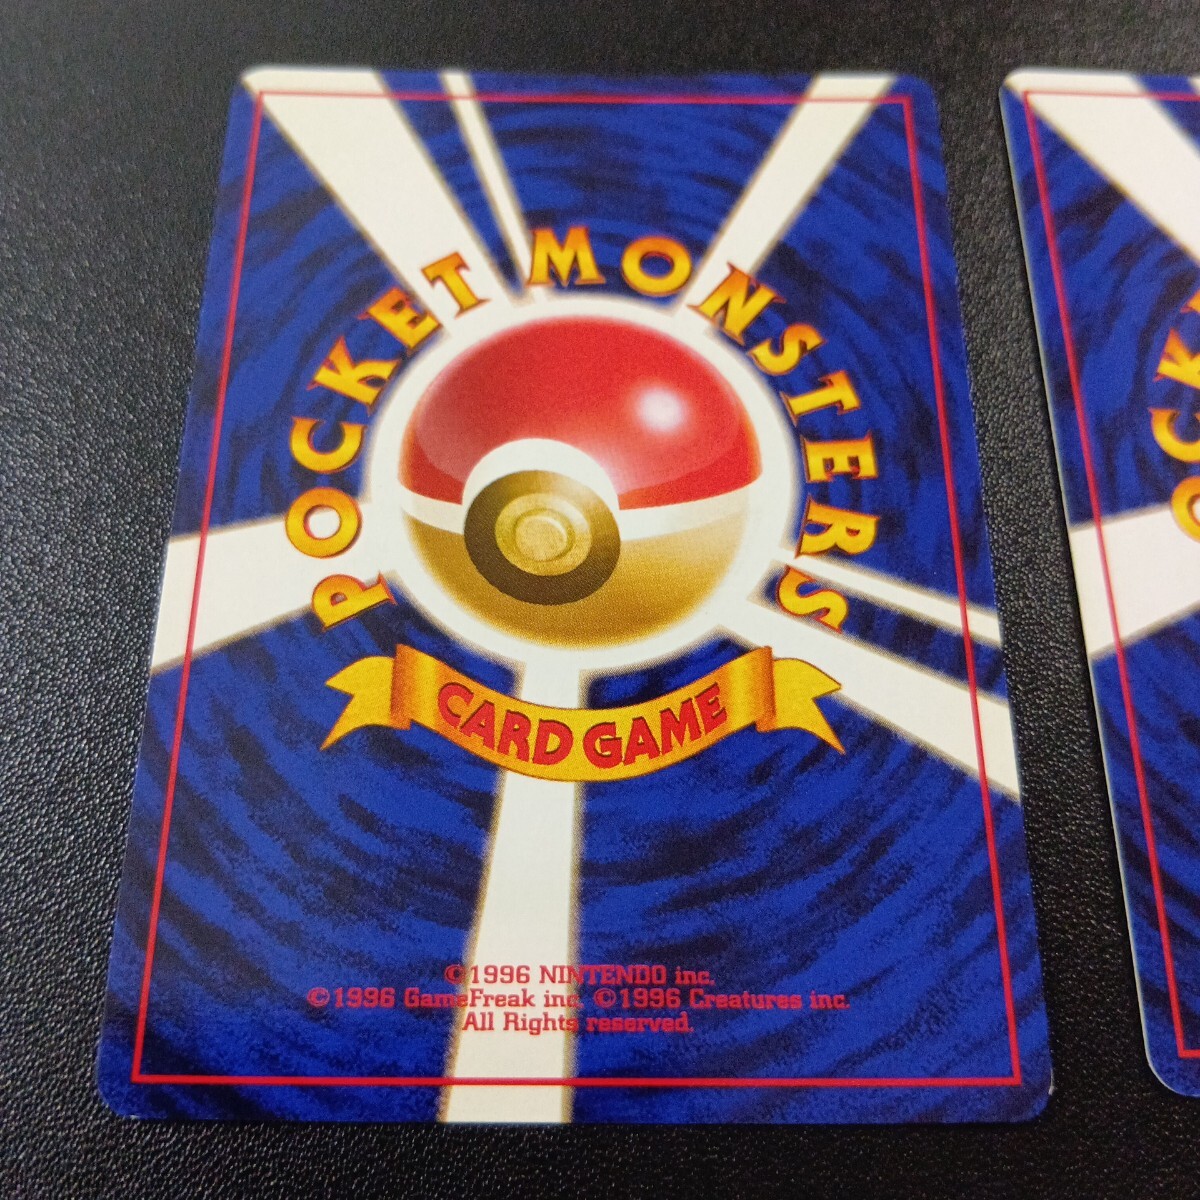 POCKET MONSTERS
CARD GAME
©1996 NINTENDO inc.
©1996 GameFreak inc. ©1996 Creatures inc.
All Rights reserved.